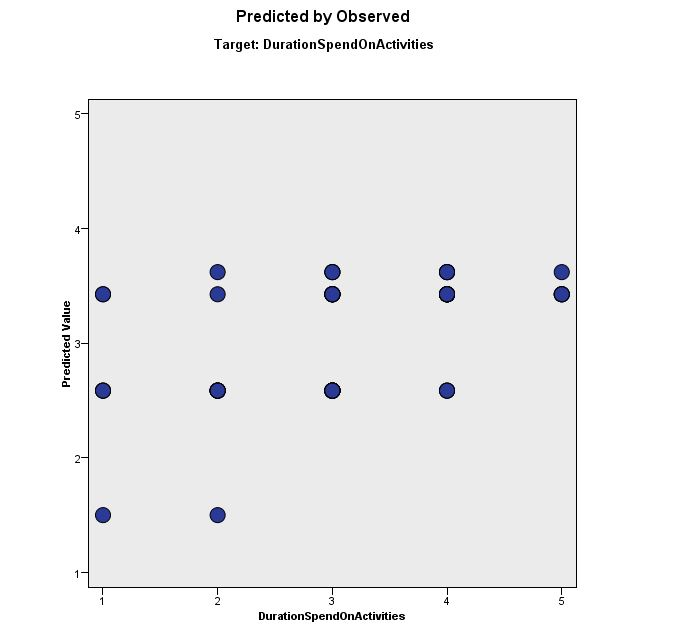 Predicted by Observed
Target: DurationSpendOnActivities
5
4
3
2
1
Predicted Value
1 2 3 4 5
DurationSpendOnActivities